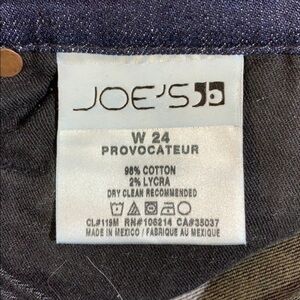 JOE'S
W 24
PROVOCATEUR
98% COTTON
2% LYCRA
DRY CLEAN RECOMMENDED
CL#119M RN#105214 CA#35037
MADE IN MEXICO / FABRIQUE AU MEXIQUE